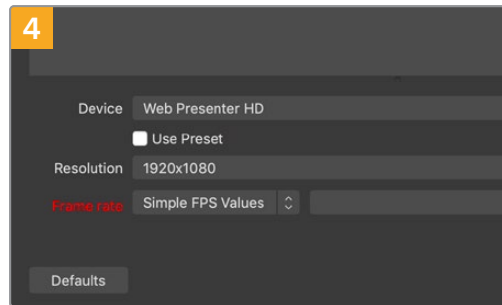 4
Device Web Presenter HD
Use Preset
Resolution 1920x1080
Frame rate Simple FPS Values
Defaults